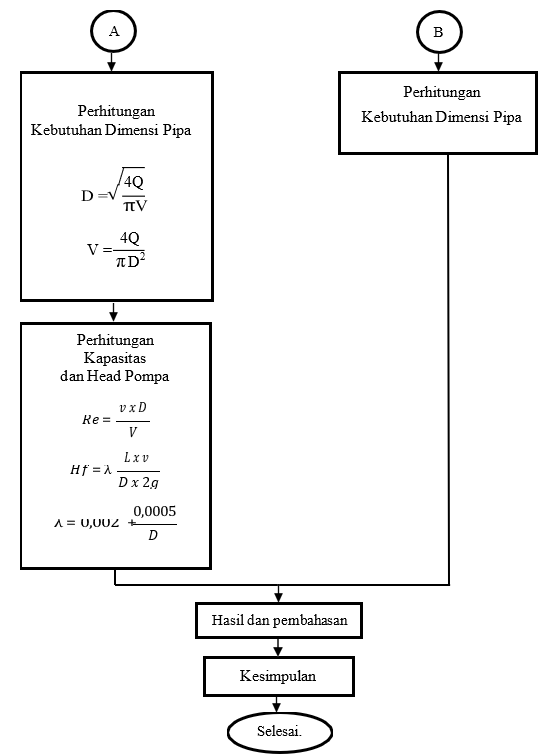 A
Perhitungan
Kebutuhan Dimensi Pipa
D =√4Q/πV
V = 4Q/πD²
Perhitungan
Kapasitas
dan Head Pompa
Re = v x D/V
Hf = λ L x v/D x 2g
λ = 0,002 + 0,0005/D
B
Perhitungan
Kebutuhan Dimensi Pipa
Hasil dan pembahasan
Kesimpulan
Selesai.